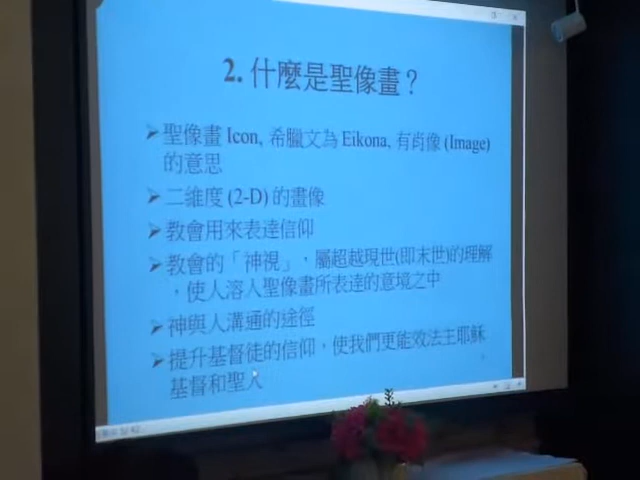 2. 什麼是聖像畫？
➢聖像畫 Icon, 希臘文為 Eikona, 有肖像 (Image)
的意思
➢二維度 (2-D) 的畫像
➢教會用來表達信仰
➢教會的「神視」，屬超越現世(即末世)的理解
，使人溶入聖像畫所表達的意境之中
➢神與人溝通的途徑
➢提升基督徒的信仰，使我們更能效法主耶穌
基督和聖人